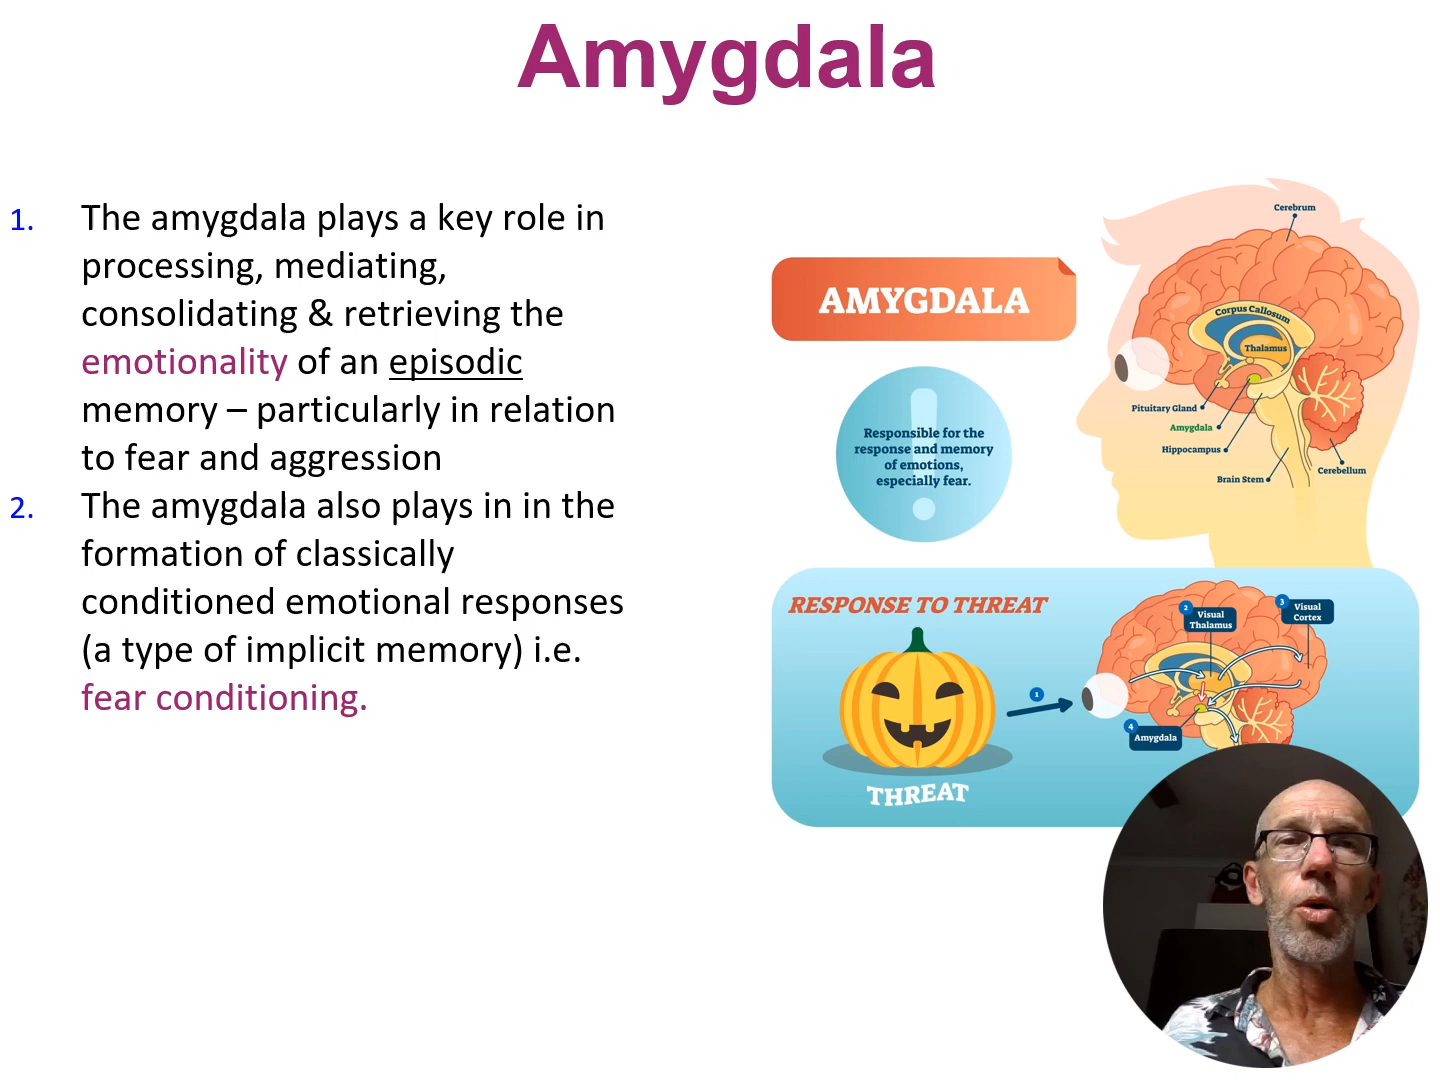 Amygdala
1. The amygdala plays a key role in
processing, mediating,
consolidating & retrieving the
emotionality of an episodic
memory – particularly in relation
to fear and aggression
2. The amygdala also plays in in the
formation of classically
conditioned emotional responses
(a type of implicit memory) i.e.
fear conditioning.
AMYGDALA
Responsible for the
response and memory
of emotions,
especially fear.
Cerebrum
Corpus Callosum
Thalamus
Pituitary Gland
Amygdala
Hippocampus
Brain Stem
Cerebellum
RESPONSE TO THREAT
THREAT
1
2
Visual
Thalamus
3
Visual
Cortex
4
Amygdala